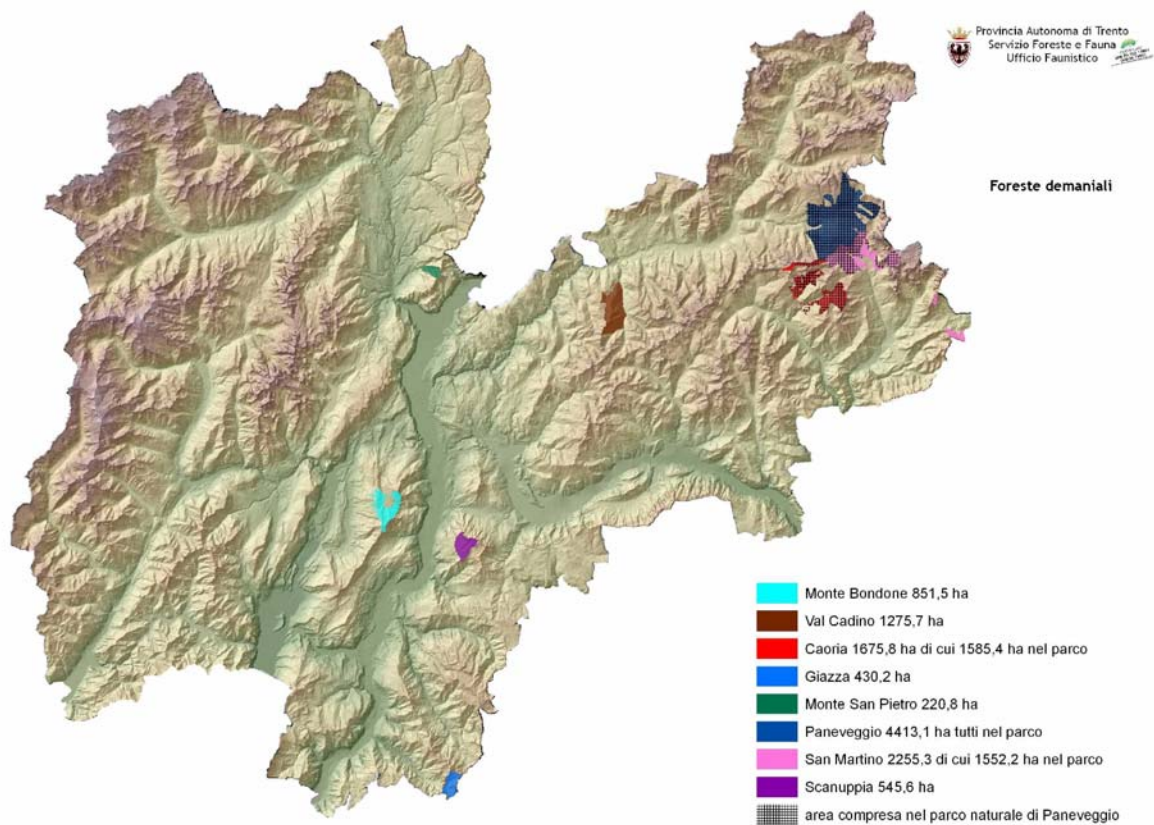 Provincia Autonoma di Trento
Servizio Foreste e Fauna
Ufficio Faunistico
Foreste demaniali
Monte Bondone 851,5 ha
Val Cadino 1275,7 ha
Caoria 1675,8 ha di cui 1585,4 ha nel parco
Giazza 430,2 ha
Monte San Pietro 220,8 ha
Paneveggio 4413,1 ha tutti nel parco
San Martino 2255,3 di cui 1552,2 ha nel parco
Scanuppia 545,6 ha
area compresa nel parco naturale di Paneveggio